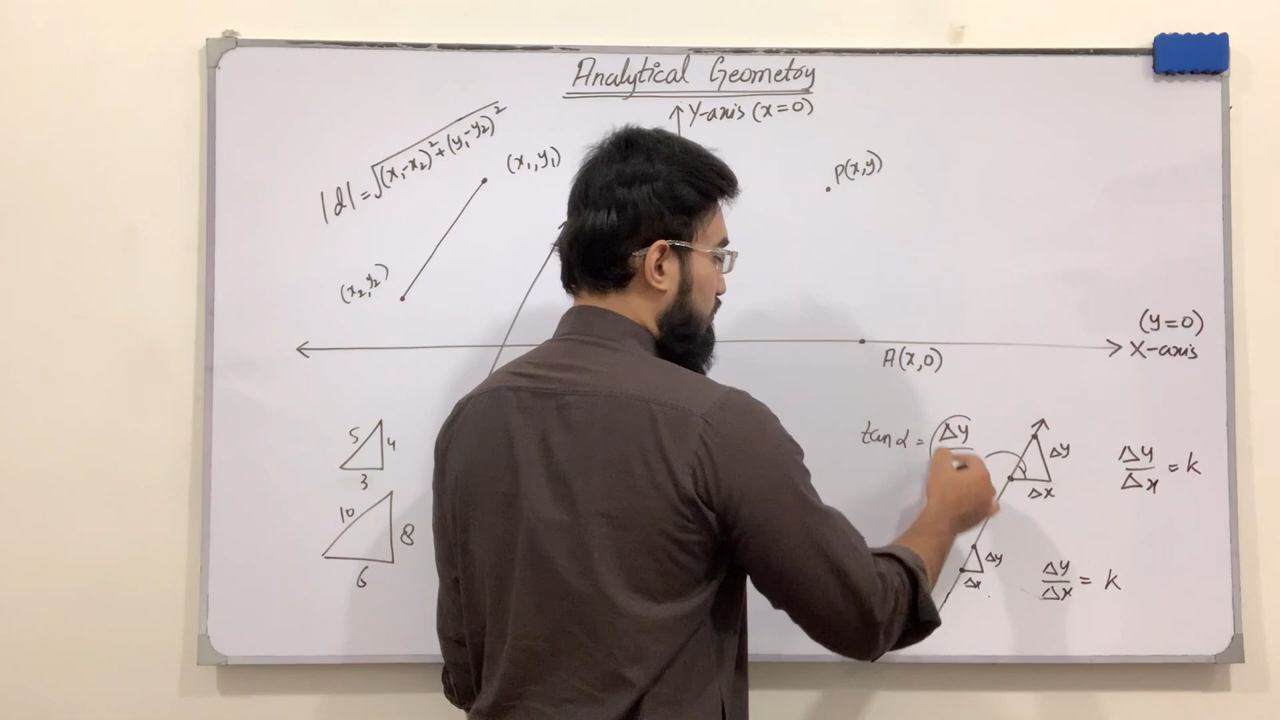 Analytical Geometry
Y-axis (x=0)
|d| = √(x₁-x₂)²+(y₁-y₂)²
(x₁,y₁)
P(x,y)
(x₂,y₂)
(y=0)
X-axis
A(x,0)
5
4
3
tan α = Δy
Δy
Δx
Δy/Δx = k
10
8
6
Δy
Δx
Δy/Δx = k